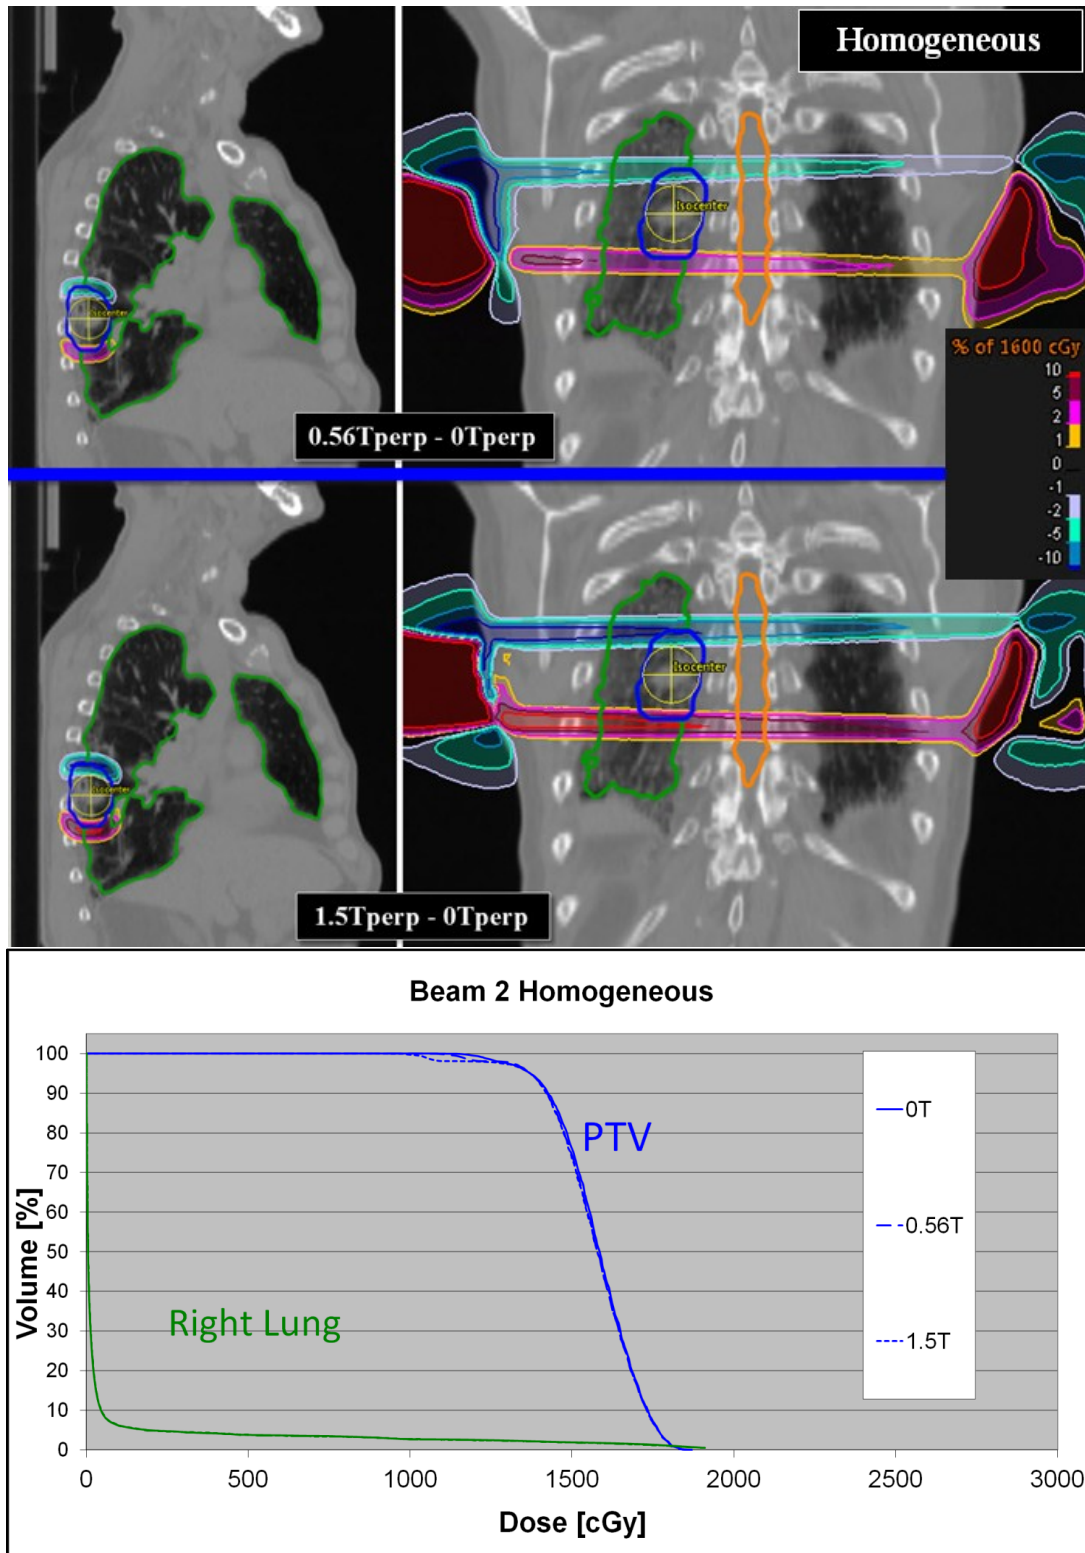 Homogeneous
Isocenter
Isocenter
% of 1600 cGy
10
5
2
1
0
-1
-2
-5
-10
0.56Tperp - 0Tperp
Isocenter
Isocenter
1.5Tperp - 0Tperp
Beam 2 Homogeneous
Volume [%]
100
90
80
70
60
50
40
30
20
10
0
PTV
Right Lung
0T
0.56T
1.5T
0
500
1000
1500
2000
2500
3000
Dose [cGy]